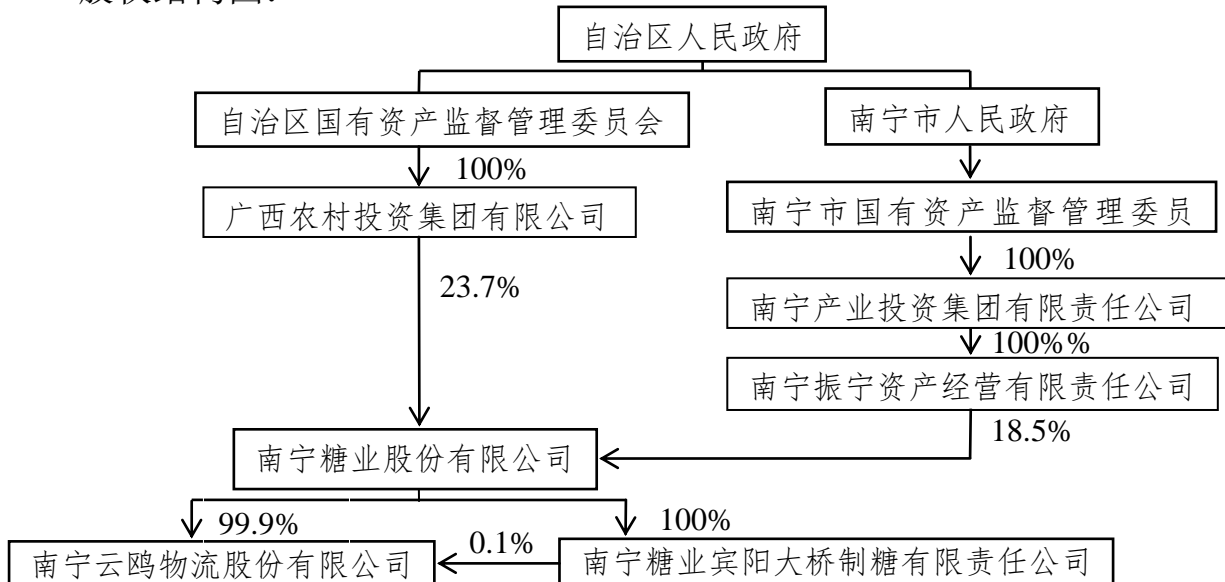 股权结构图：
自治区人民政府
自治区国有资产监督管理委员会
南宁市人民政府
100%
广西农村投资集团有限公司
南宁市国有资产监督管理委员
100%
23.7%
南宁产业投资集团有限责任公司
100%%
南宁振宁资产经营有限责任公司
18.5%
南宁糖业股份有限公司
99.9%
100%
0.1%
南宁云鸥物流股份有限公司
南宁糖业宾阳大桥制糖有限责任公司